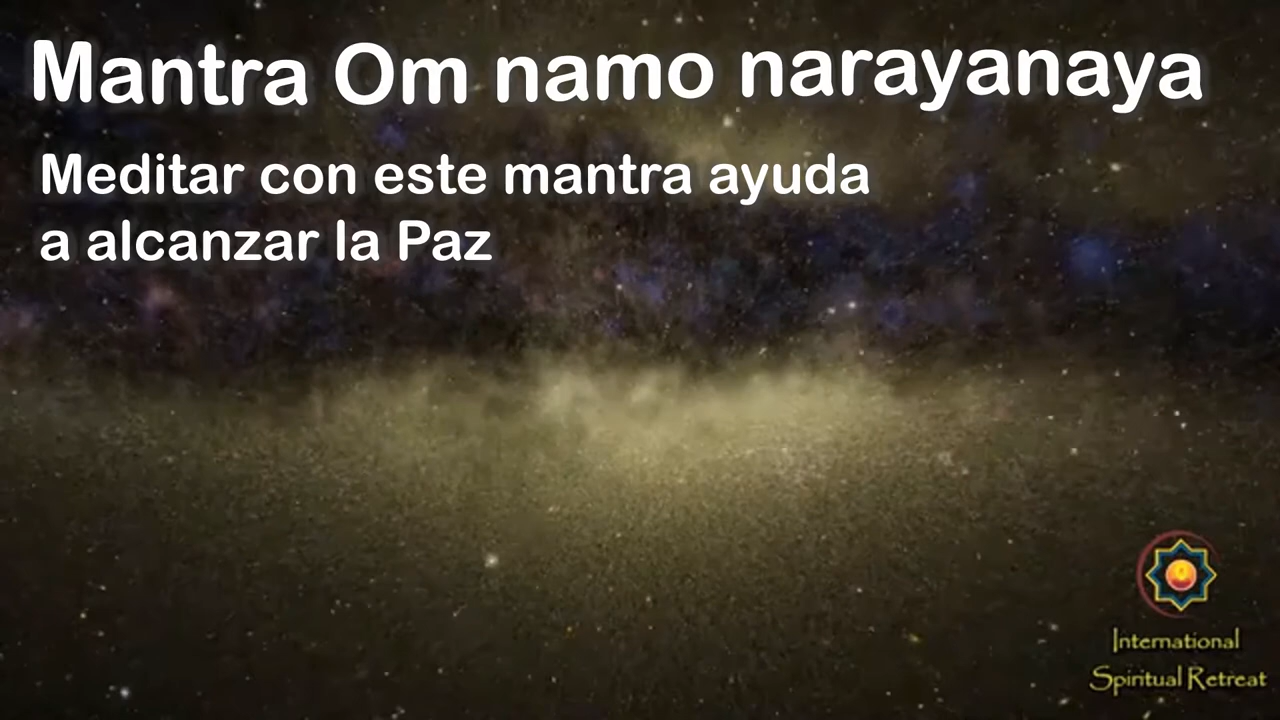 Mantra Om namo narayanaya
Meditar con este mantra ayuda
a alcanzar la Paz
International
Spiritual Retreat